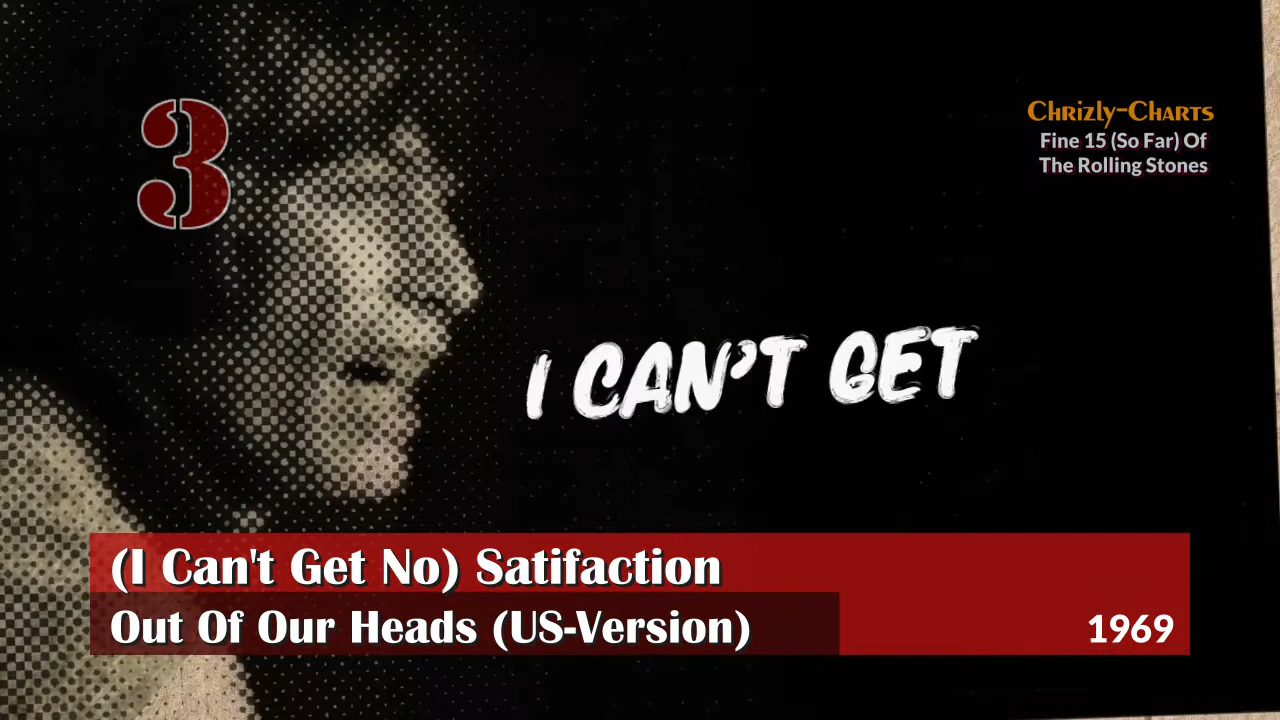 3
Chrizly-Charts
Fine 15 (So Far) Of
The Rolling Stones
I CAN'T GET
(I Can't Get No) Satifaction
Out Of Our Heads (US-Version)
1969